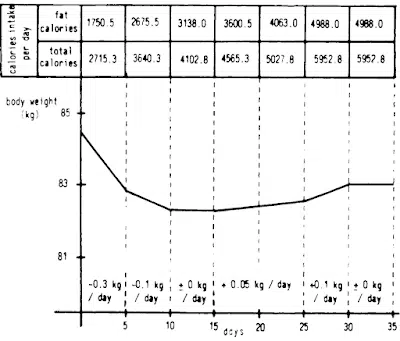 calories intake per day
fat calories 1750.5 2675.5 3138.0 3600.5 4063.0 4988.0 4988.0
total calories 2715.3 3640.3 4102.8 4565.3 5027.8 5952.8 5952.8
body weight (kg)
85
83
81
-0.3 kg / day
-0.1 kg / day
± 0 kg / day
+ 0.05 kg / day
+0.1 kg / day
± 0 kg / day
5 10 15 20 25 30 35
days